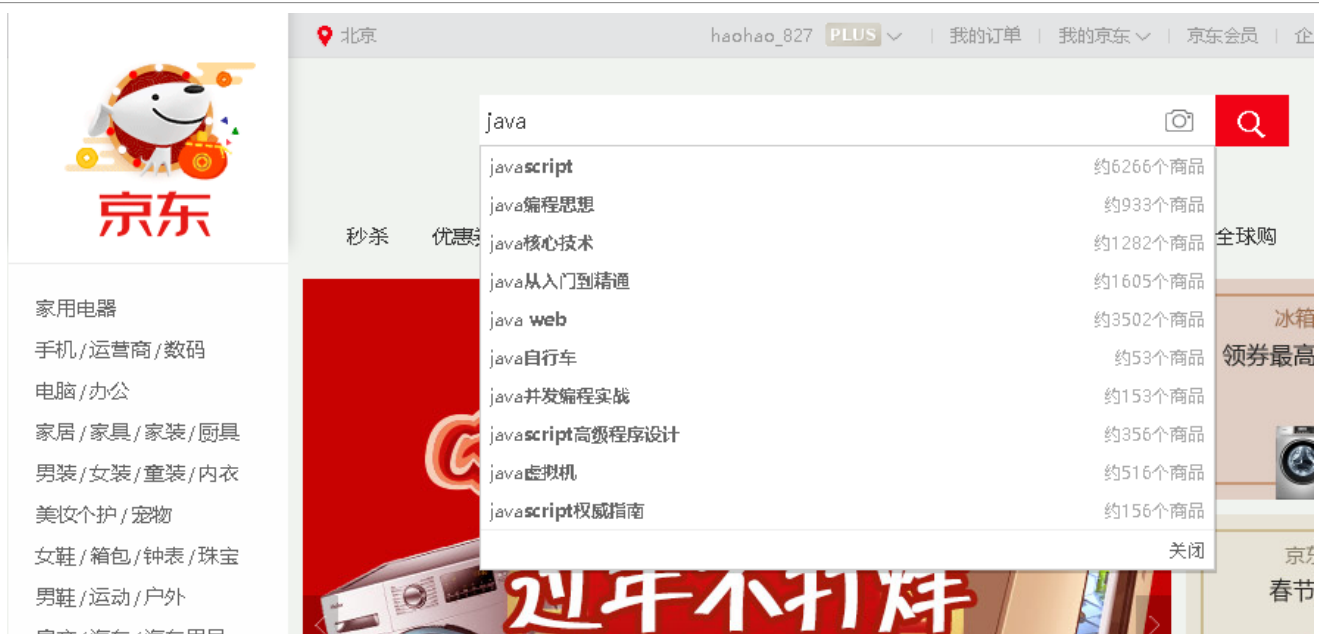 北京 haohao_827 PLUS 我的订单 我的京东 京东会员 企
京东
java
javascript 约6266个商品
java编程思想 约933个商品
java核心技术 约1282个商品
java从入门到精通 约1605个商品
java web 约3502个商品
java自行车 约53个商品
java并发编程实战 约153个商品
javascript高级程序设计 约356个商品
java虚拟机 约516个商品
javascript权威指南 约156个商品
关闭
秒杀 优惠 全球购
家用电器
手机/运营商/数码
电脑/办公
家居/家具/家装/厨具
男装/女装/童装/内衣
美妆个护/宠物
女鞋/箱包/钟表/珠宝
男鞋/运动/户外
过年不打烊
冰箱
领券最高
京东
春节